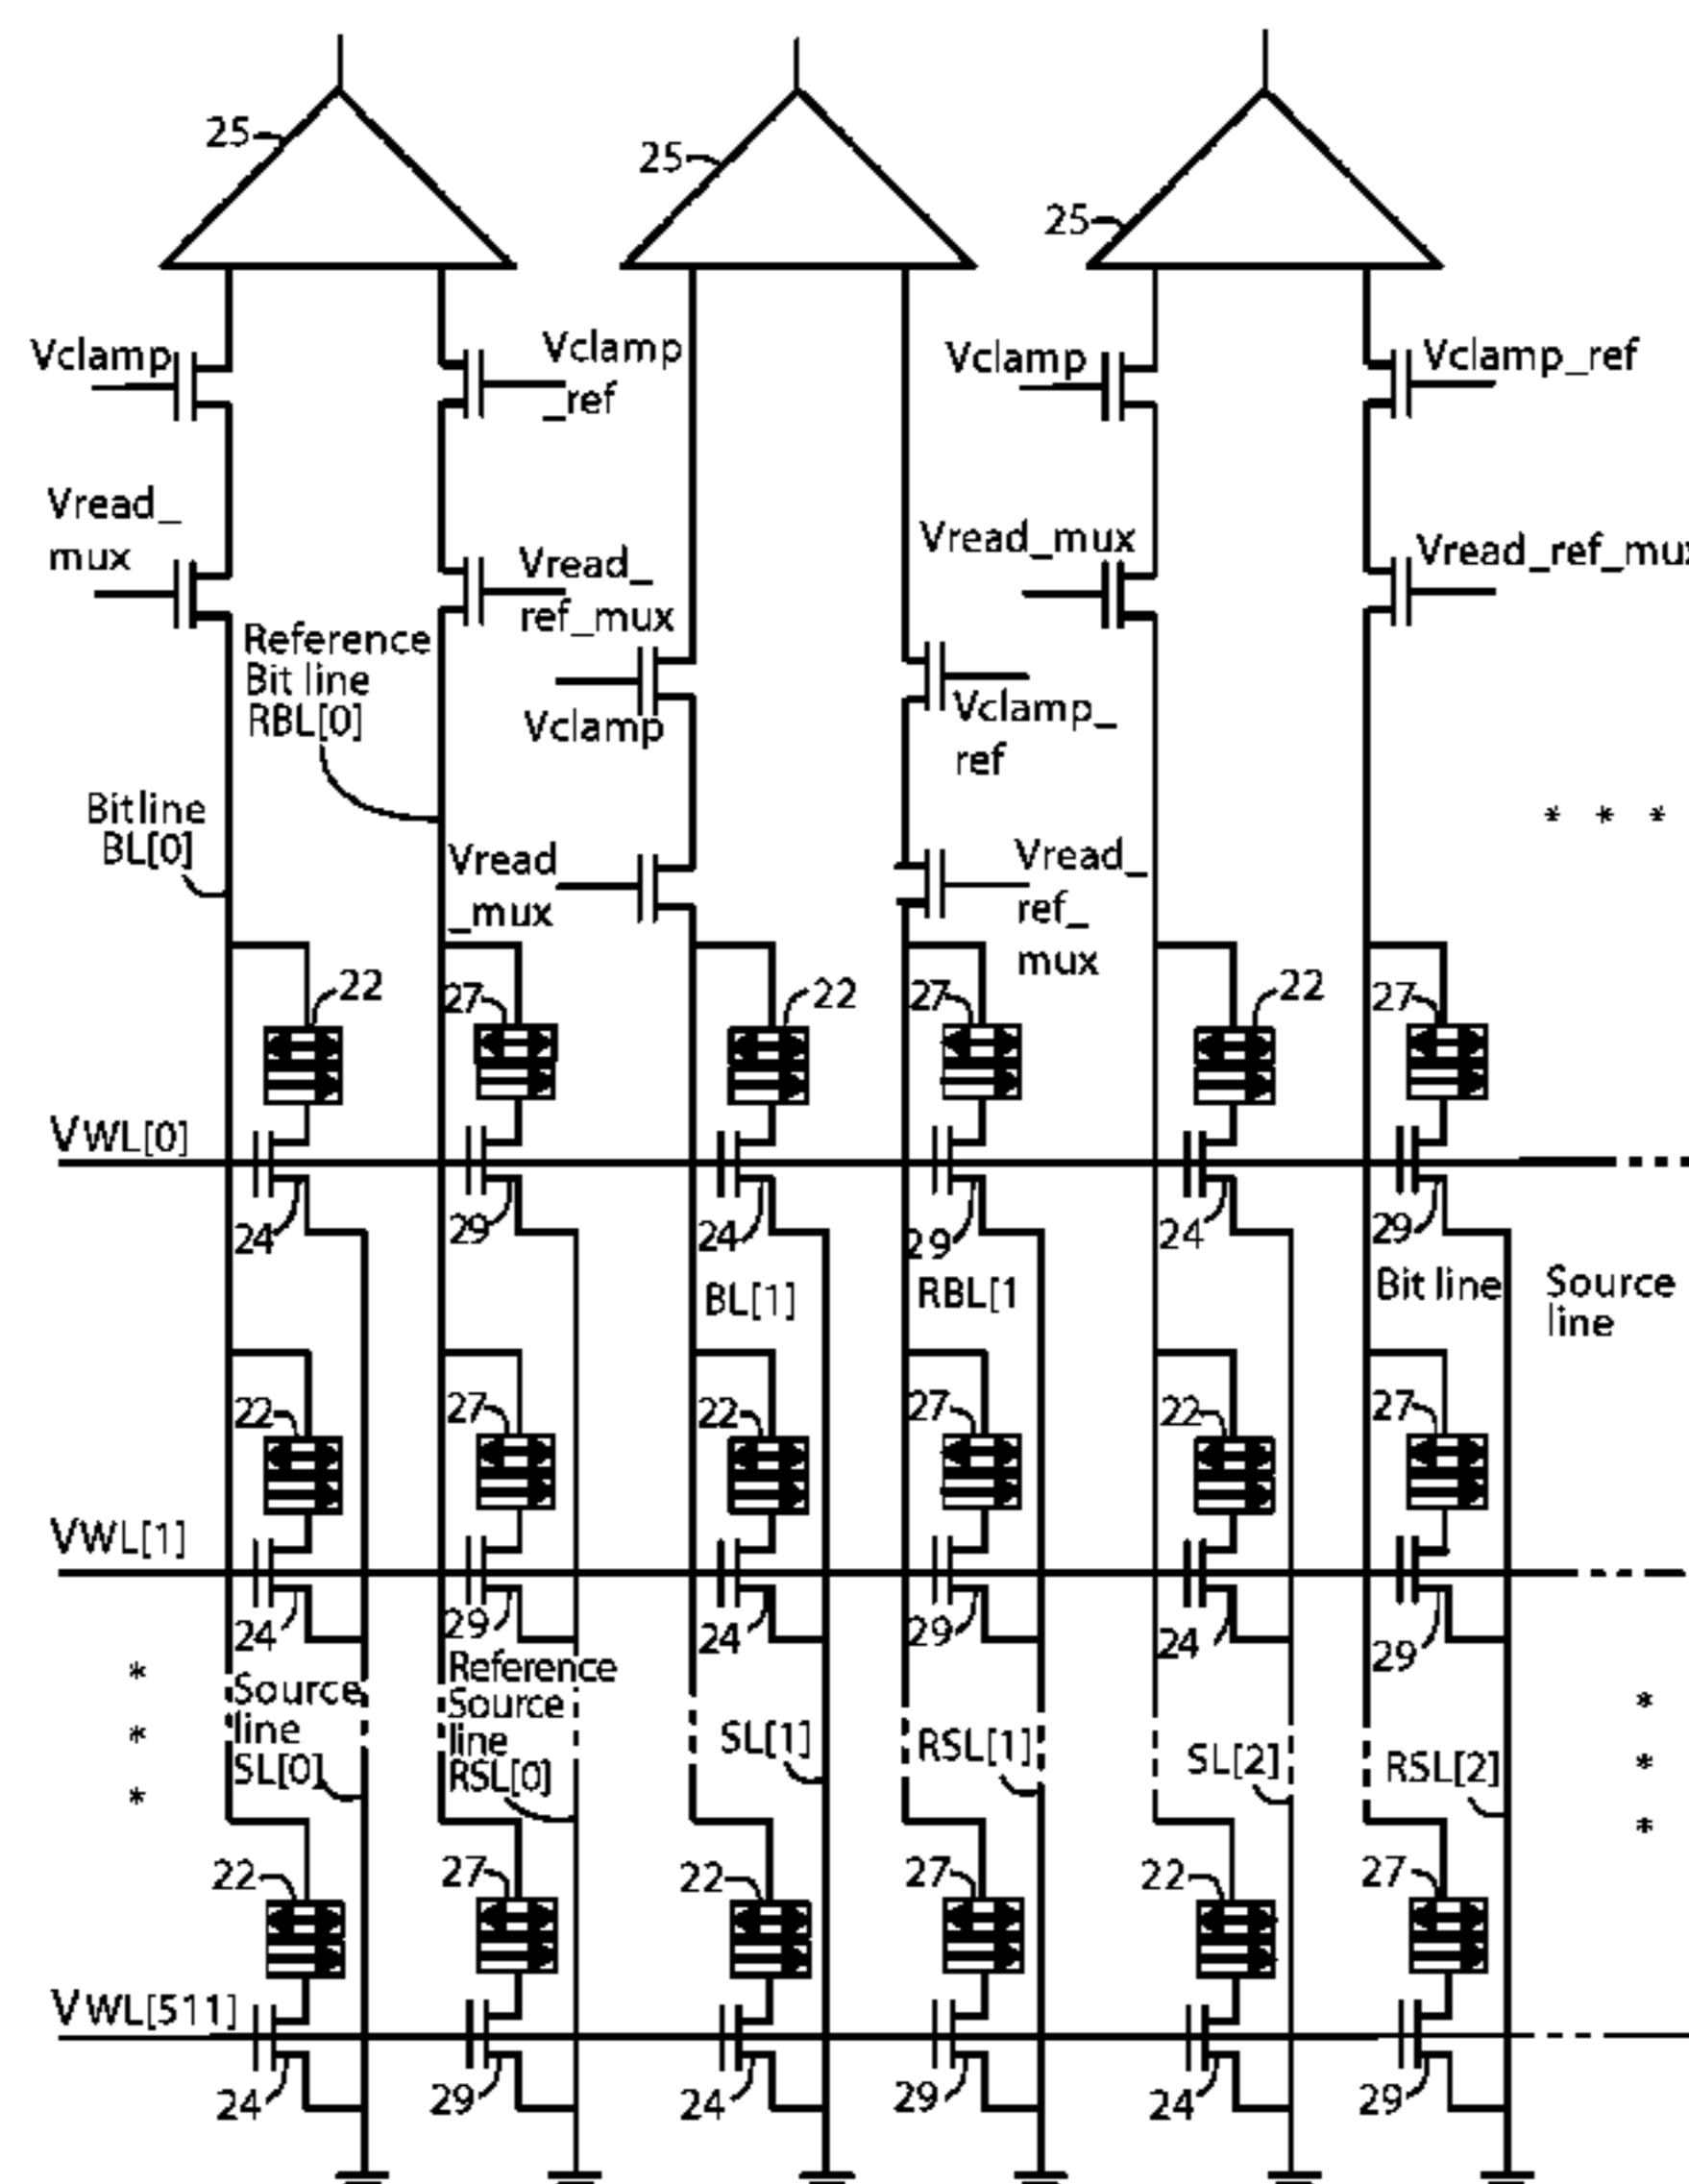 25
25
25
Vclamp
Vclamp
_ref
Vclamp
Vclamp_ref
Vread_
mux
Vread_
ref_mux
Vread_mux
Vread_ref_mux
Reference
Bit line
RBL[0]
Vclamp
Vclamp_
ref
Bitline
BL[0]
* * *
Vread
_mux
Vread_
ref_
mux
22
27
22
27
22
27
VWL[0]
24
29
24
29
24
29
BL[1]
RBL[1
Bit line
Source
line
22
27
22
27
22
27
VWL[1]
24
29
24
29
24
29
*
*
*
Source
line
SL[0]
Reference
Source
line
RSL[0]
SL[1]
RSL[1]
SL[2]
RSL[2]
*
*
*
22
27
22
27
22
27
VWL[511]
24
29
24
29
24
29